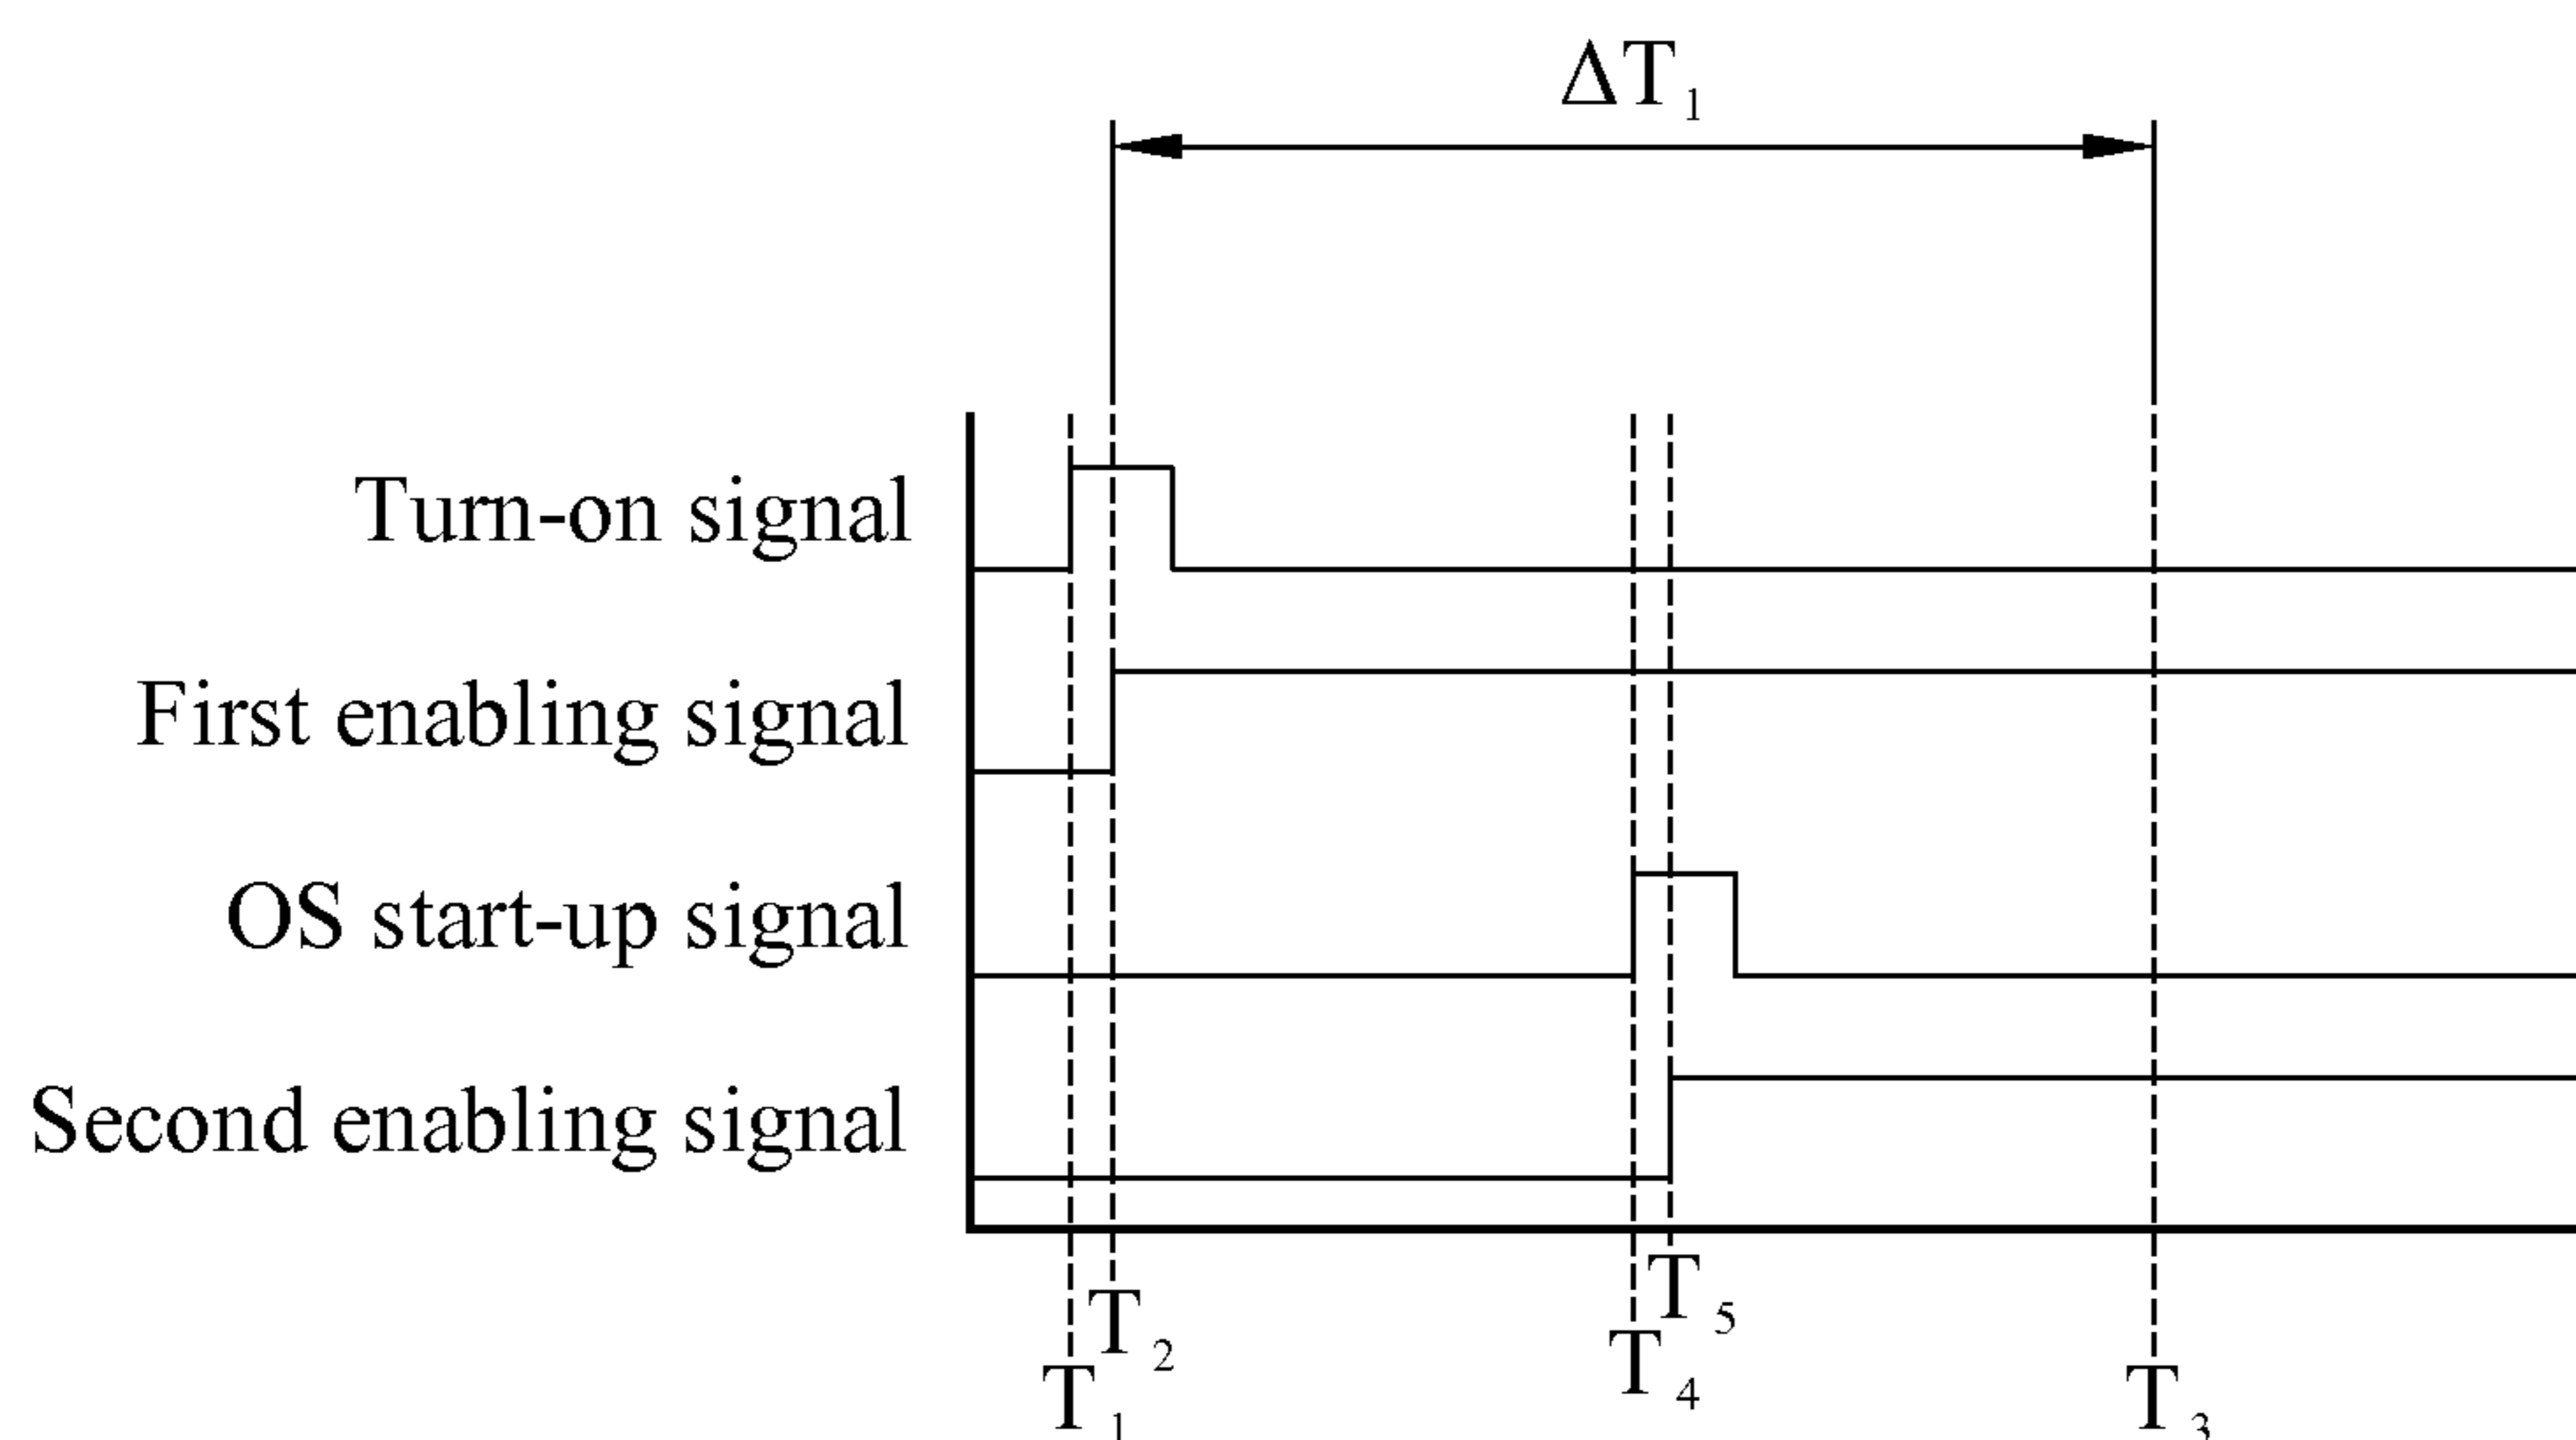 ΔT₁
Turn-on signal
First enabling signal
OS start-up signal
Second enabling signal
T₅
T₂
T₄
T₁
T₃